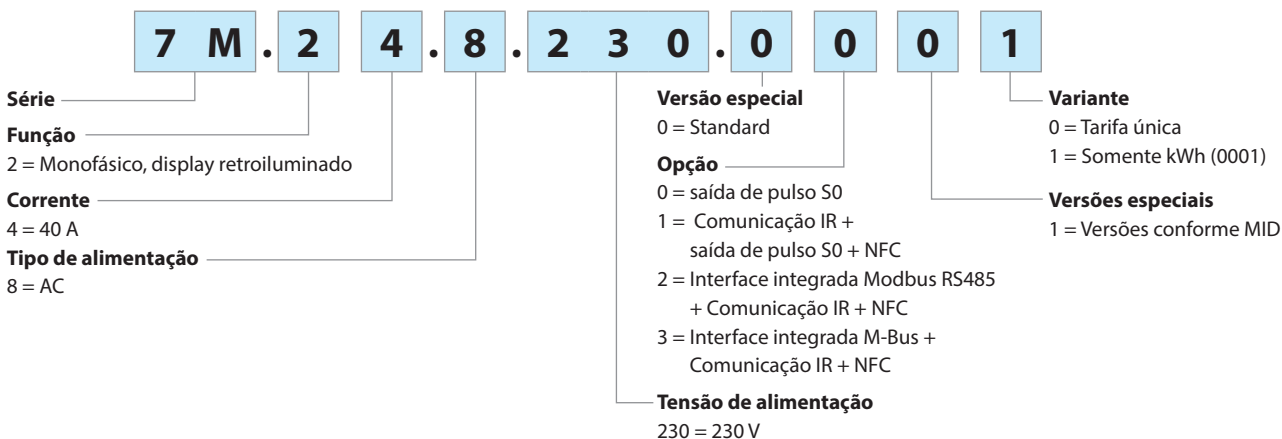 7 M . 2 4 . 8 . 2 3 0 . 0 0 0 1
Série
Função
2 = Monofásico, display retroiluminado
Corrente
4 = 40 A
Tipo de alimentação
8 = AC
Versão especial
0 = Standard
Opção
0 = saída de pulso S0
1 = Comunicação IR +
saída de pulso S0 + NFC
2 = Interface integrada Modbus RS485
+ Comunicação IR + NFC
3 = Interface integrada M-Bus +
Comunicação IR + NFC
Tensão de alimentação
230 = 230 V
Variante
0 = Tarifa única
1 = Somente kWh (0001)
Versões especiais
1 = Versões conforme MID